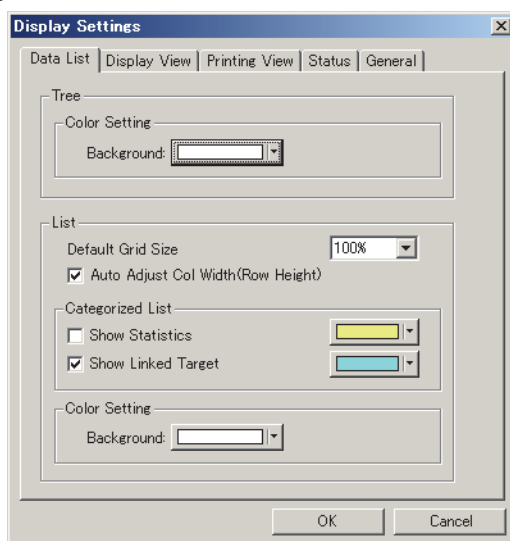 Display Settings
Data List Display View Printing View Status General
Tree
Color Setting
Background:
List
Default Grid Size 100%
Auto Adjust Col Width(Row Height)
Categorized List
Show Statistics
Show Linked Target
Color Setting
Background:
OK Cancel